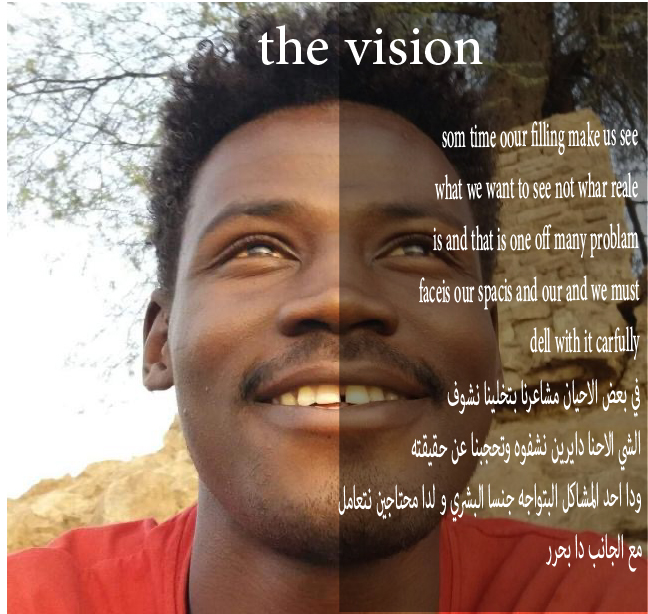 the vision
som time oour filling make us see
what we want to see not whar reale
is and that is one off many problam
faceis our spacis and our and we must
dell with it carfully
في بعض الاحيان مشاعرنا بتخلينا نشوف
الشي الاحنا دايرين نشفوه وتحجبنا عن حقيقته
ودا احد المشاكل البتواجه جنسا البشري و لدا محتاجين نتعامل
مع الجانب دا بحرر